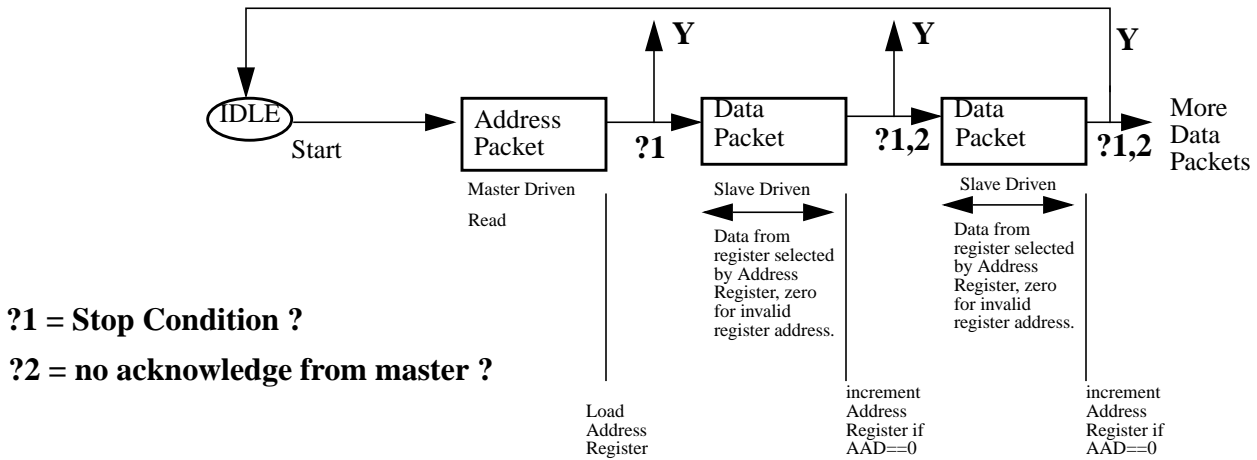 Y
Y
Y
IDLE
Start
Address
Packet
?1
Data
Packet
?1,2
Data
Packet
?1,2
More
Data
Packets
Master Driven
Read
Slave Driven
Data from
register selected
by Address
Register, zero
for invalid
register address.
Slave Driven
Data from
register selected
by Address
Register, zero
for invalid
register address.
?1 = Stop Condition ?
?2 = no acknowledge from master ?
Load
Address
Register
increment
Address
Register if
AAD==0
increment
Address
Register if
AAD==0